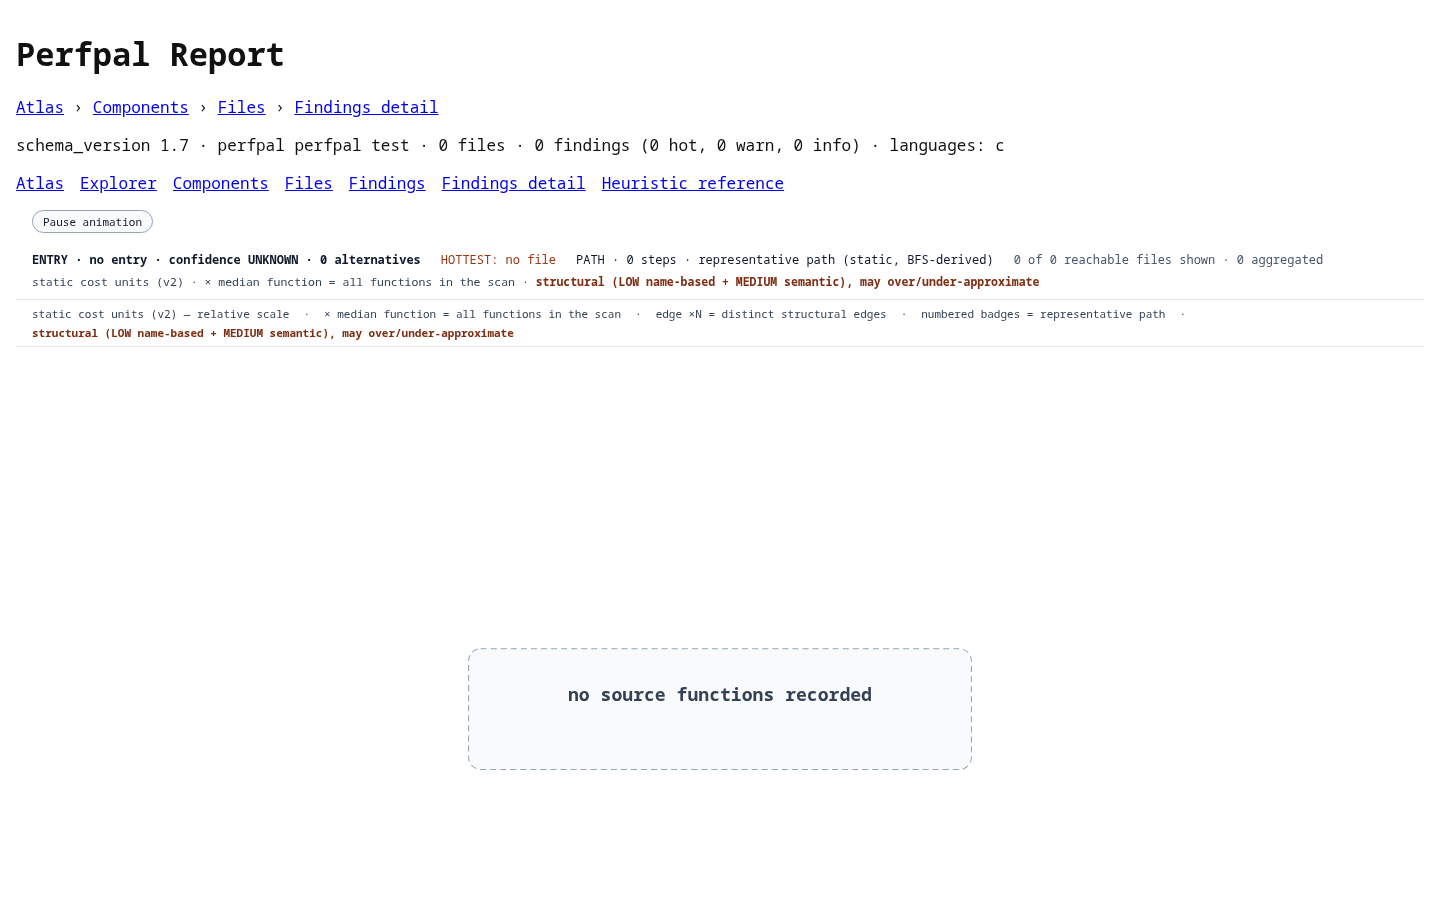 Perfpal Report
Atlas › Components › Files › Findings detail
schema_version 1.7 · perfpal perfpal test · 0 files · 0 findings (0 hot, 0 warn, 0 info) · languages: c
Atlas Explorer Components Files Findings Findings detail Heuristic reference
Pause animation
ENTRY · no entry · confidence UNKNOWN · 0 alternatives HOTTEST: no file PATH · 0 steps · representative path (static, BFS-derived) 0 of 0 reachable files shown · 0 aggregated
static cost units (v2) · × median function = all functions in the scan · structural (LOW name-based + MEDIUM semantic), may over/under-approximate
static cost units (v2) — relative scale · × median function = all functions in the scan · edge ×N = distinct structural edges · numbered badges = representative path ·
structural (LOW name-based + MEDIUM semantic), may over/under-approximate
no source functions recorded